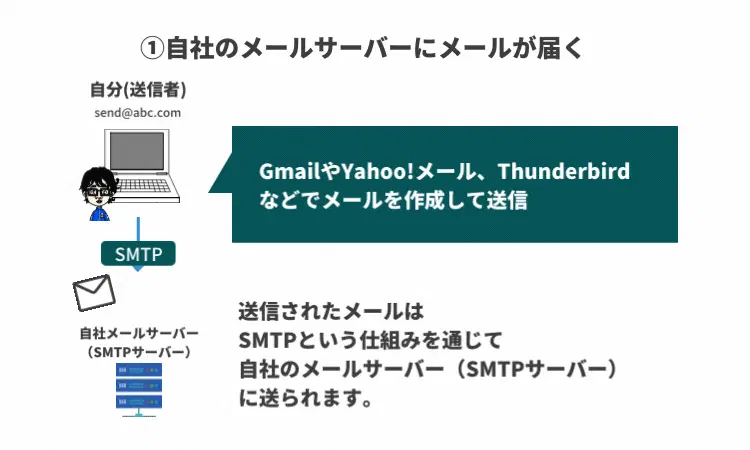 ①自社のメールサーバーにメールが届く
自分(送信者)
send@abc.com
GmailやYahoo!メール、Thunderbird
などでメールを作成して送信
SMTP
送信されたメールは
SMTPという仕組みを通じて
自社のメールサーバー（SMTPサーバー）
に送られます。
自社メールサーバー
（SMTPサーバー）